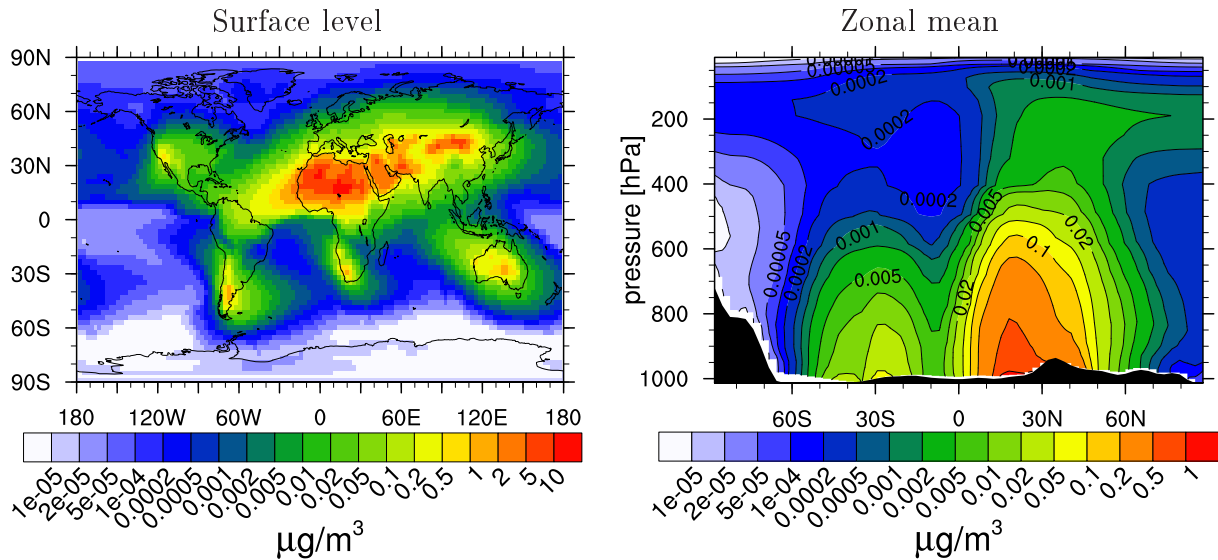 Surface level
90N
60N
30N
0
30S
60S
90S
180 120W 60W 0 60E 120E 180
1e-05 2e-05 5e-05 1e-04 0.0002 0.00005 0.001 0.002 0.005 0.01 0.02 0.05 0.1 0.2 0.5 1 2 5 10
μg/m³
Zonal mean
pressure [hPa]
200
400
600
800
1000
0.00005
0.0002
0.001
0.0002
0.0002
0.005
0.001
0.02
0.1
0.00005
0.0002
0.005
0.02
60S 30S 0 30N 60N
1e-05 2e-05 5e-05 1e-04 0.0002 0.00005 0.001 0.002 0.005 0.01 0.02 0.05 0.1 0.2 0.5 1
μg/m³